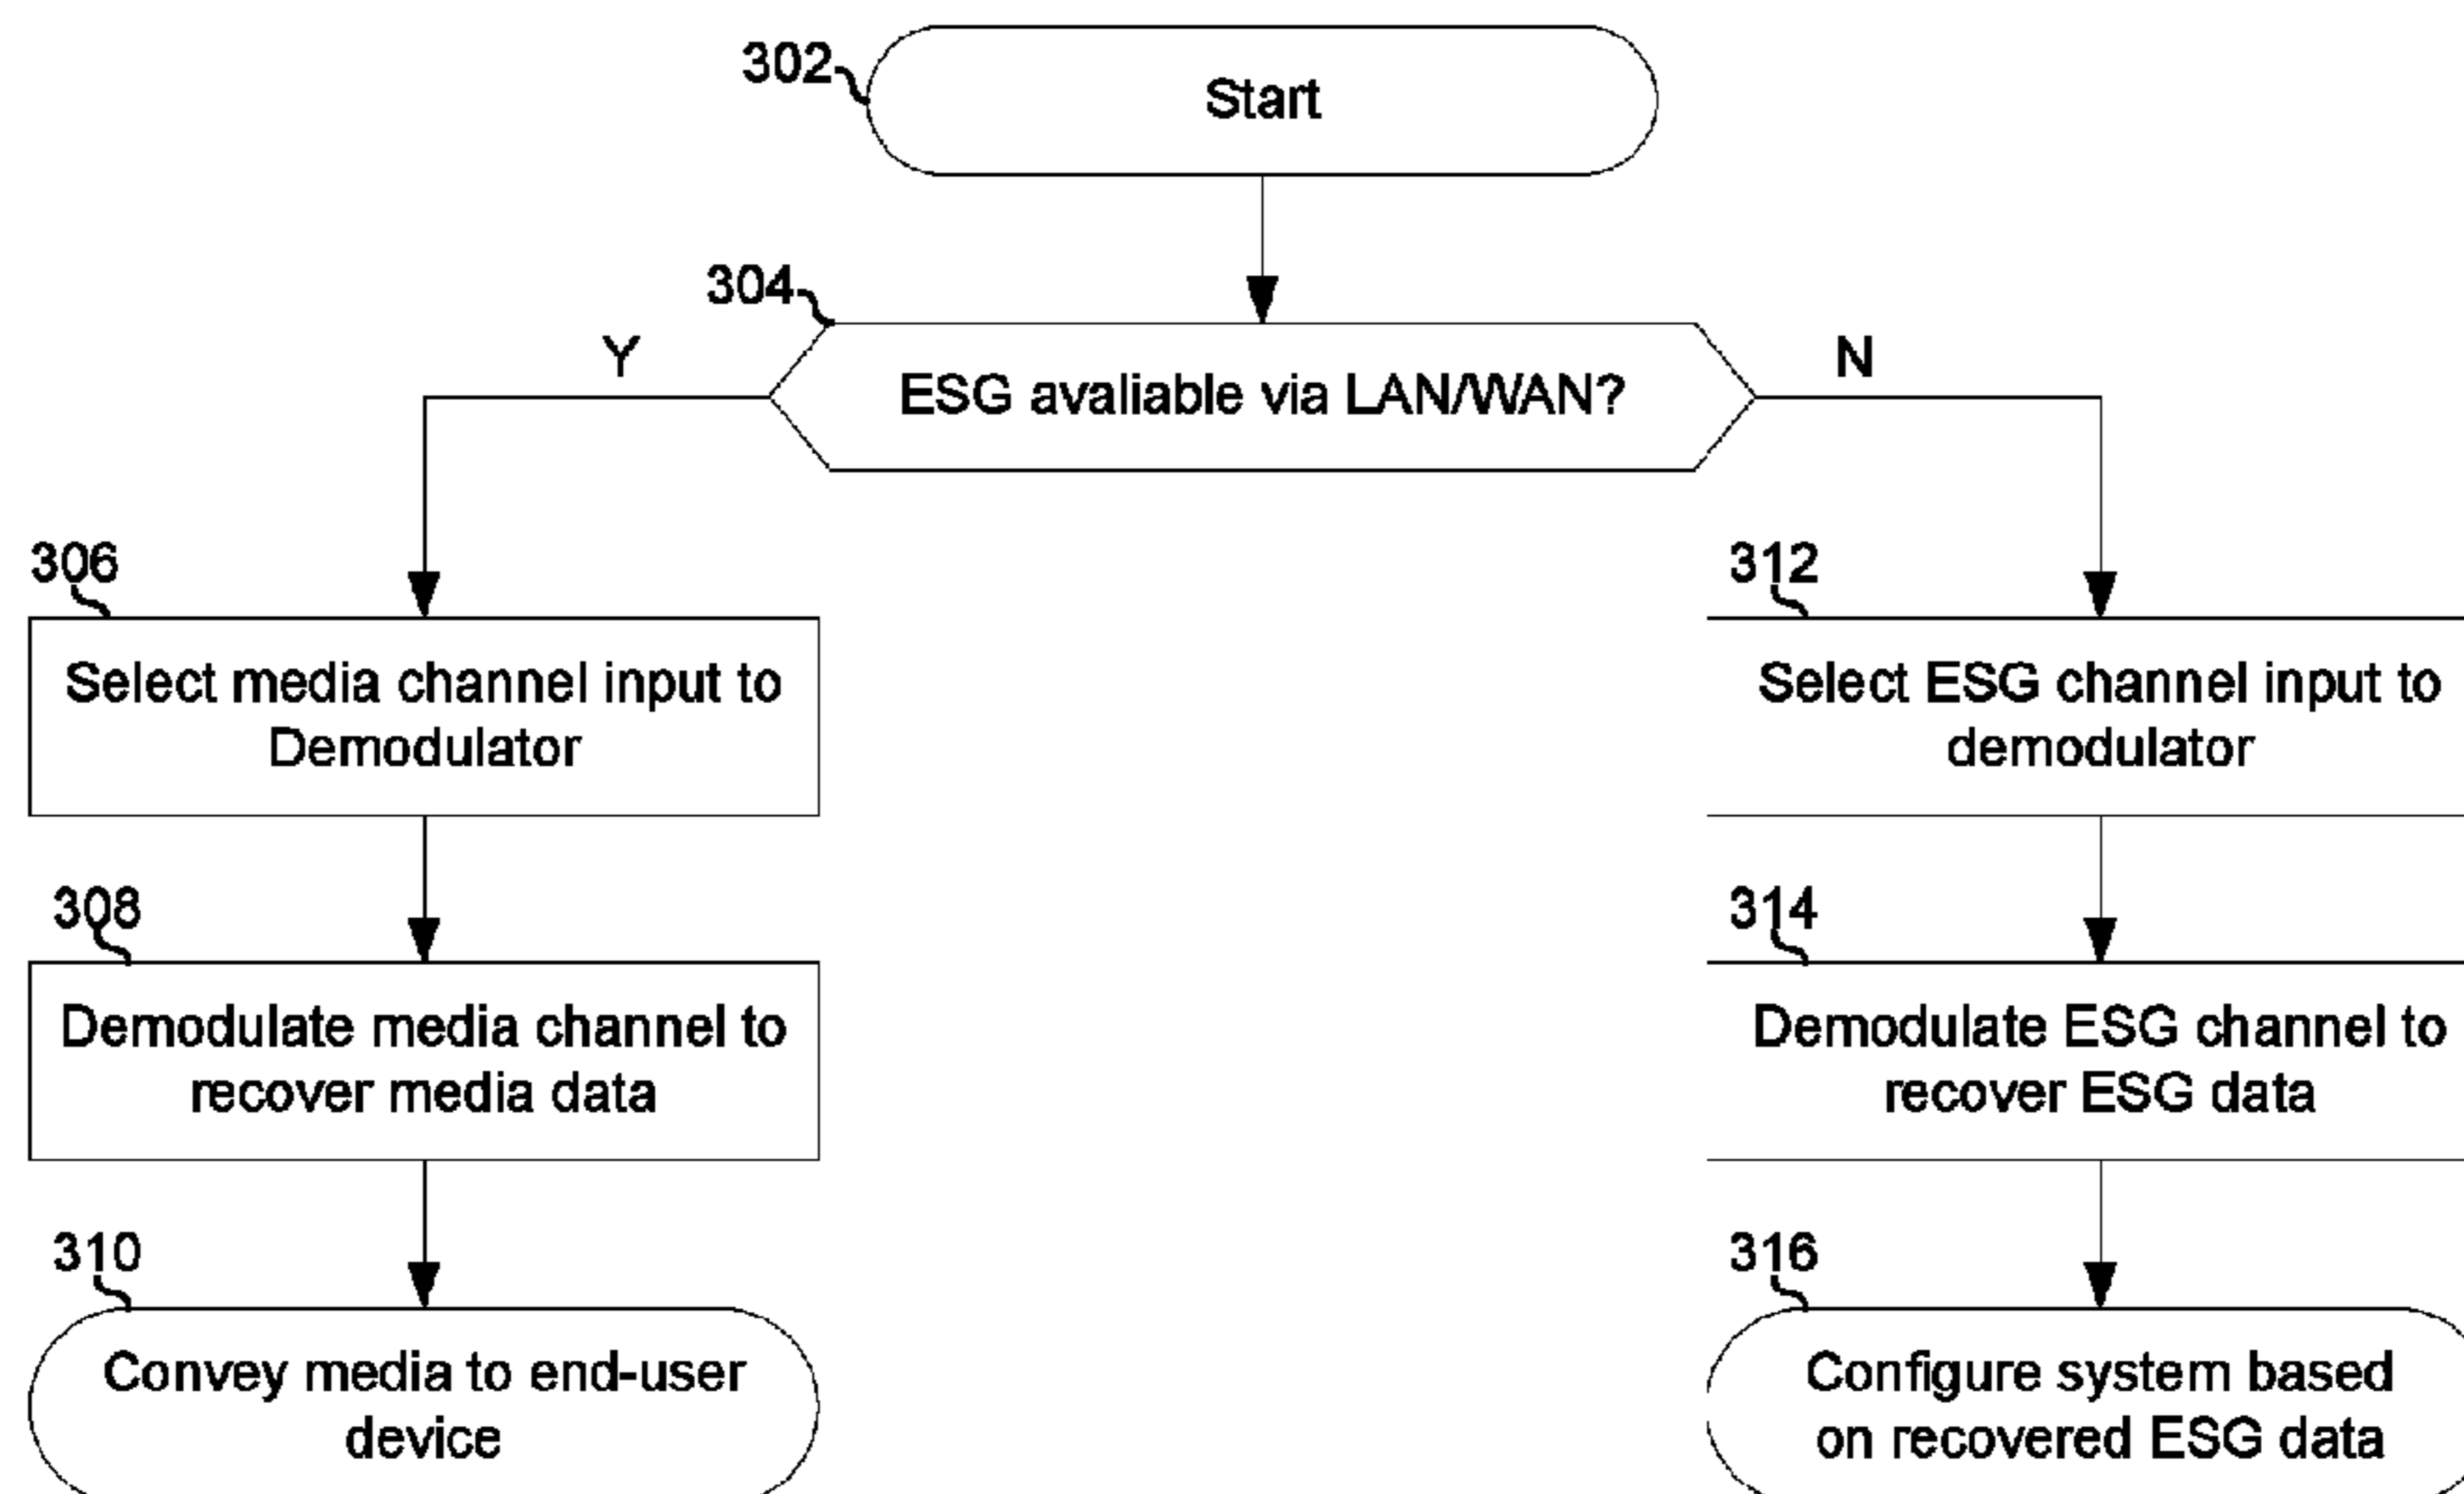 302
Start
304
Y
ESG avaliable via LAN/WAN?
N
306
Select media channel input to
Demodulator
312
Select ESG channel input to
demodulator
308
Demodulate media channel to
recover media data
314
Demodulate ESG channel to
recover ESG data
310
Convey media to end-user
device
316
Configure system based
on recovered ESG data